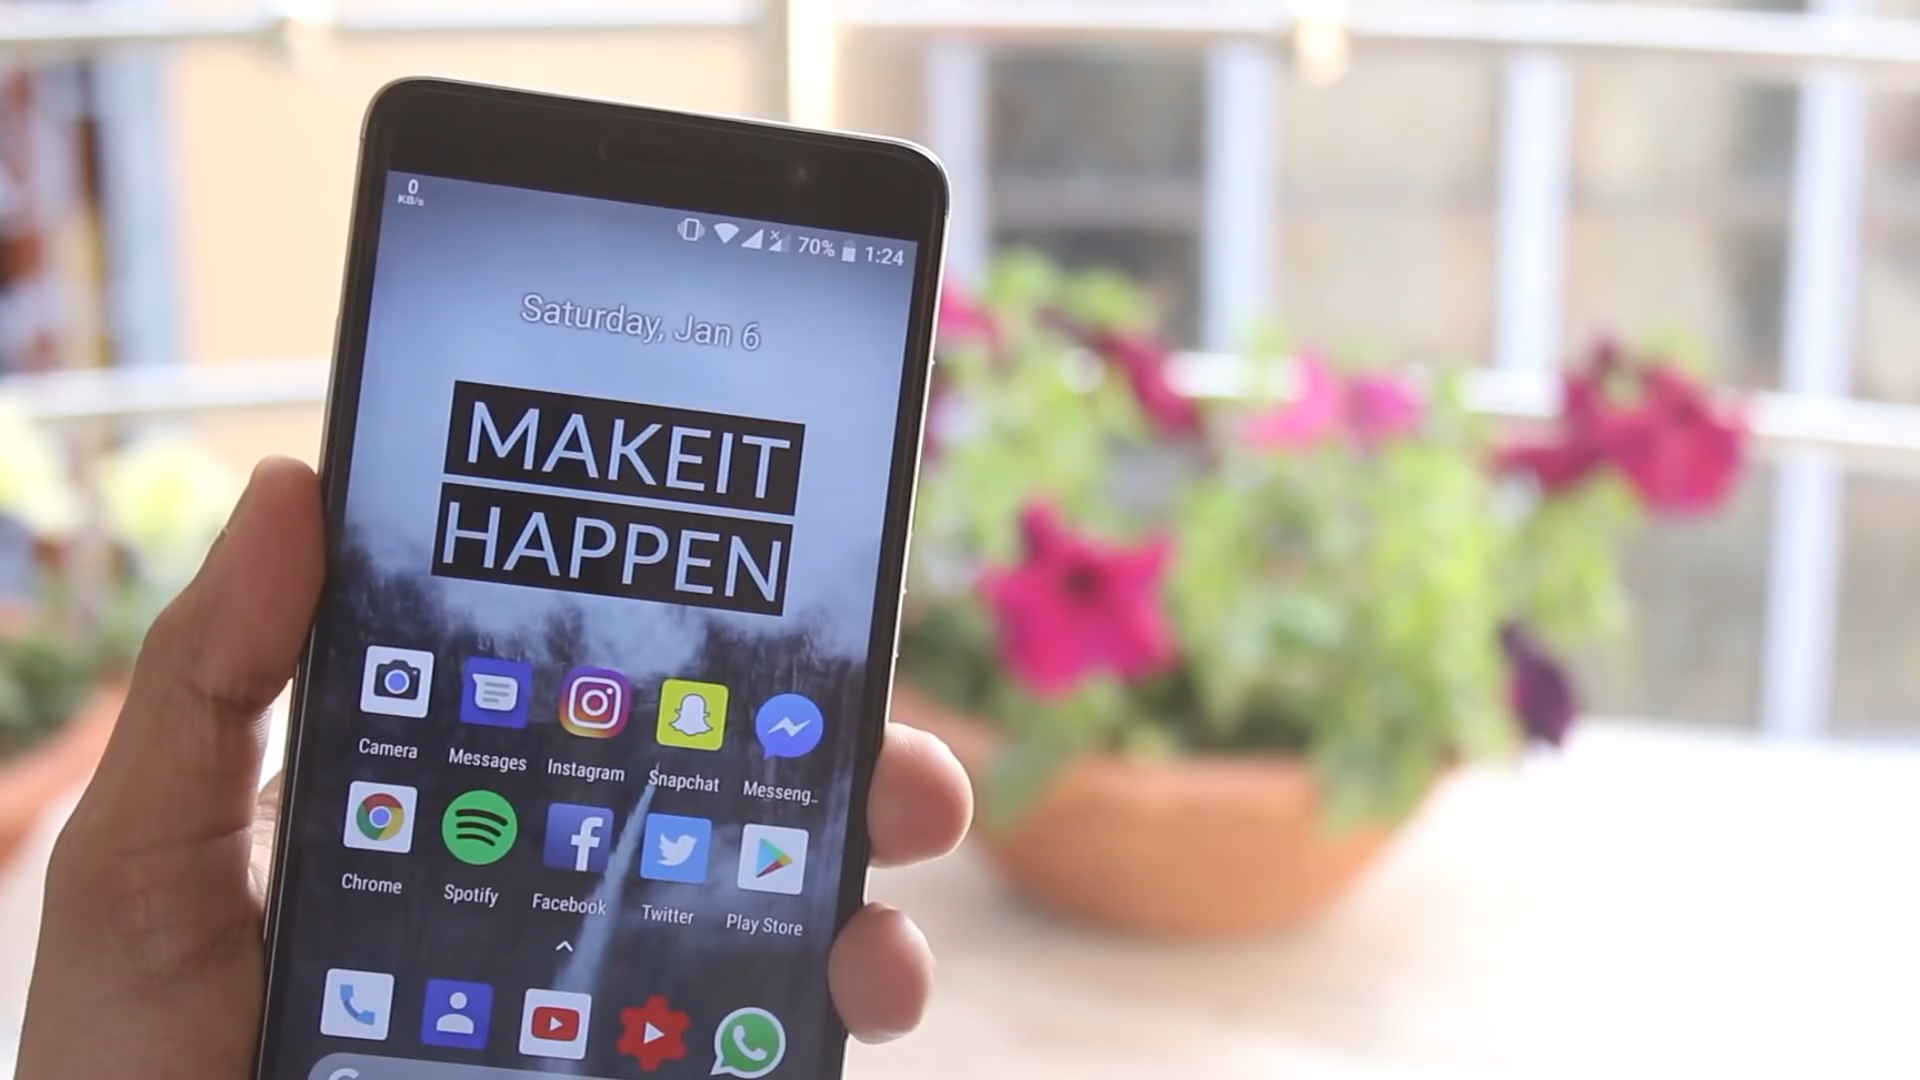 0
KB/s
70% 1:24
Saturday, Jan 6
MAKEIT
HAPPEN
Camera Messages Instagram Snapchat Messeng..
Chrome Spotify Facebook Twitter Play Store